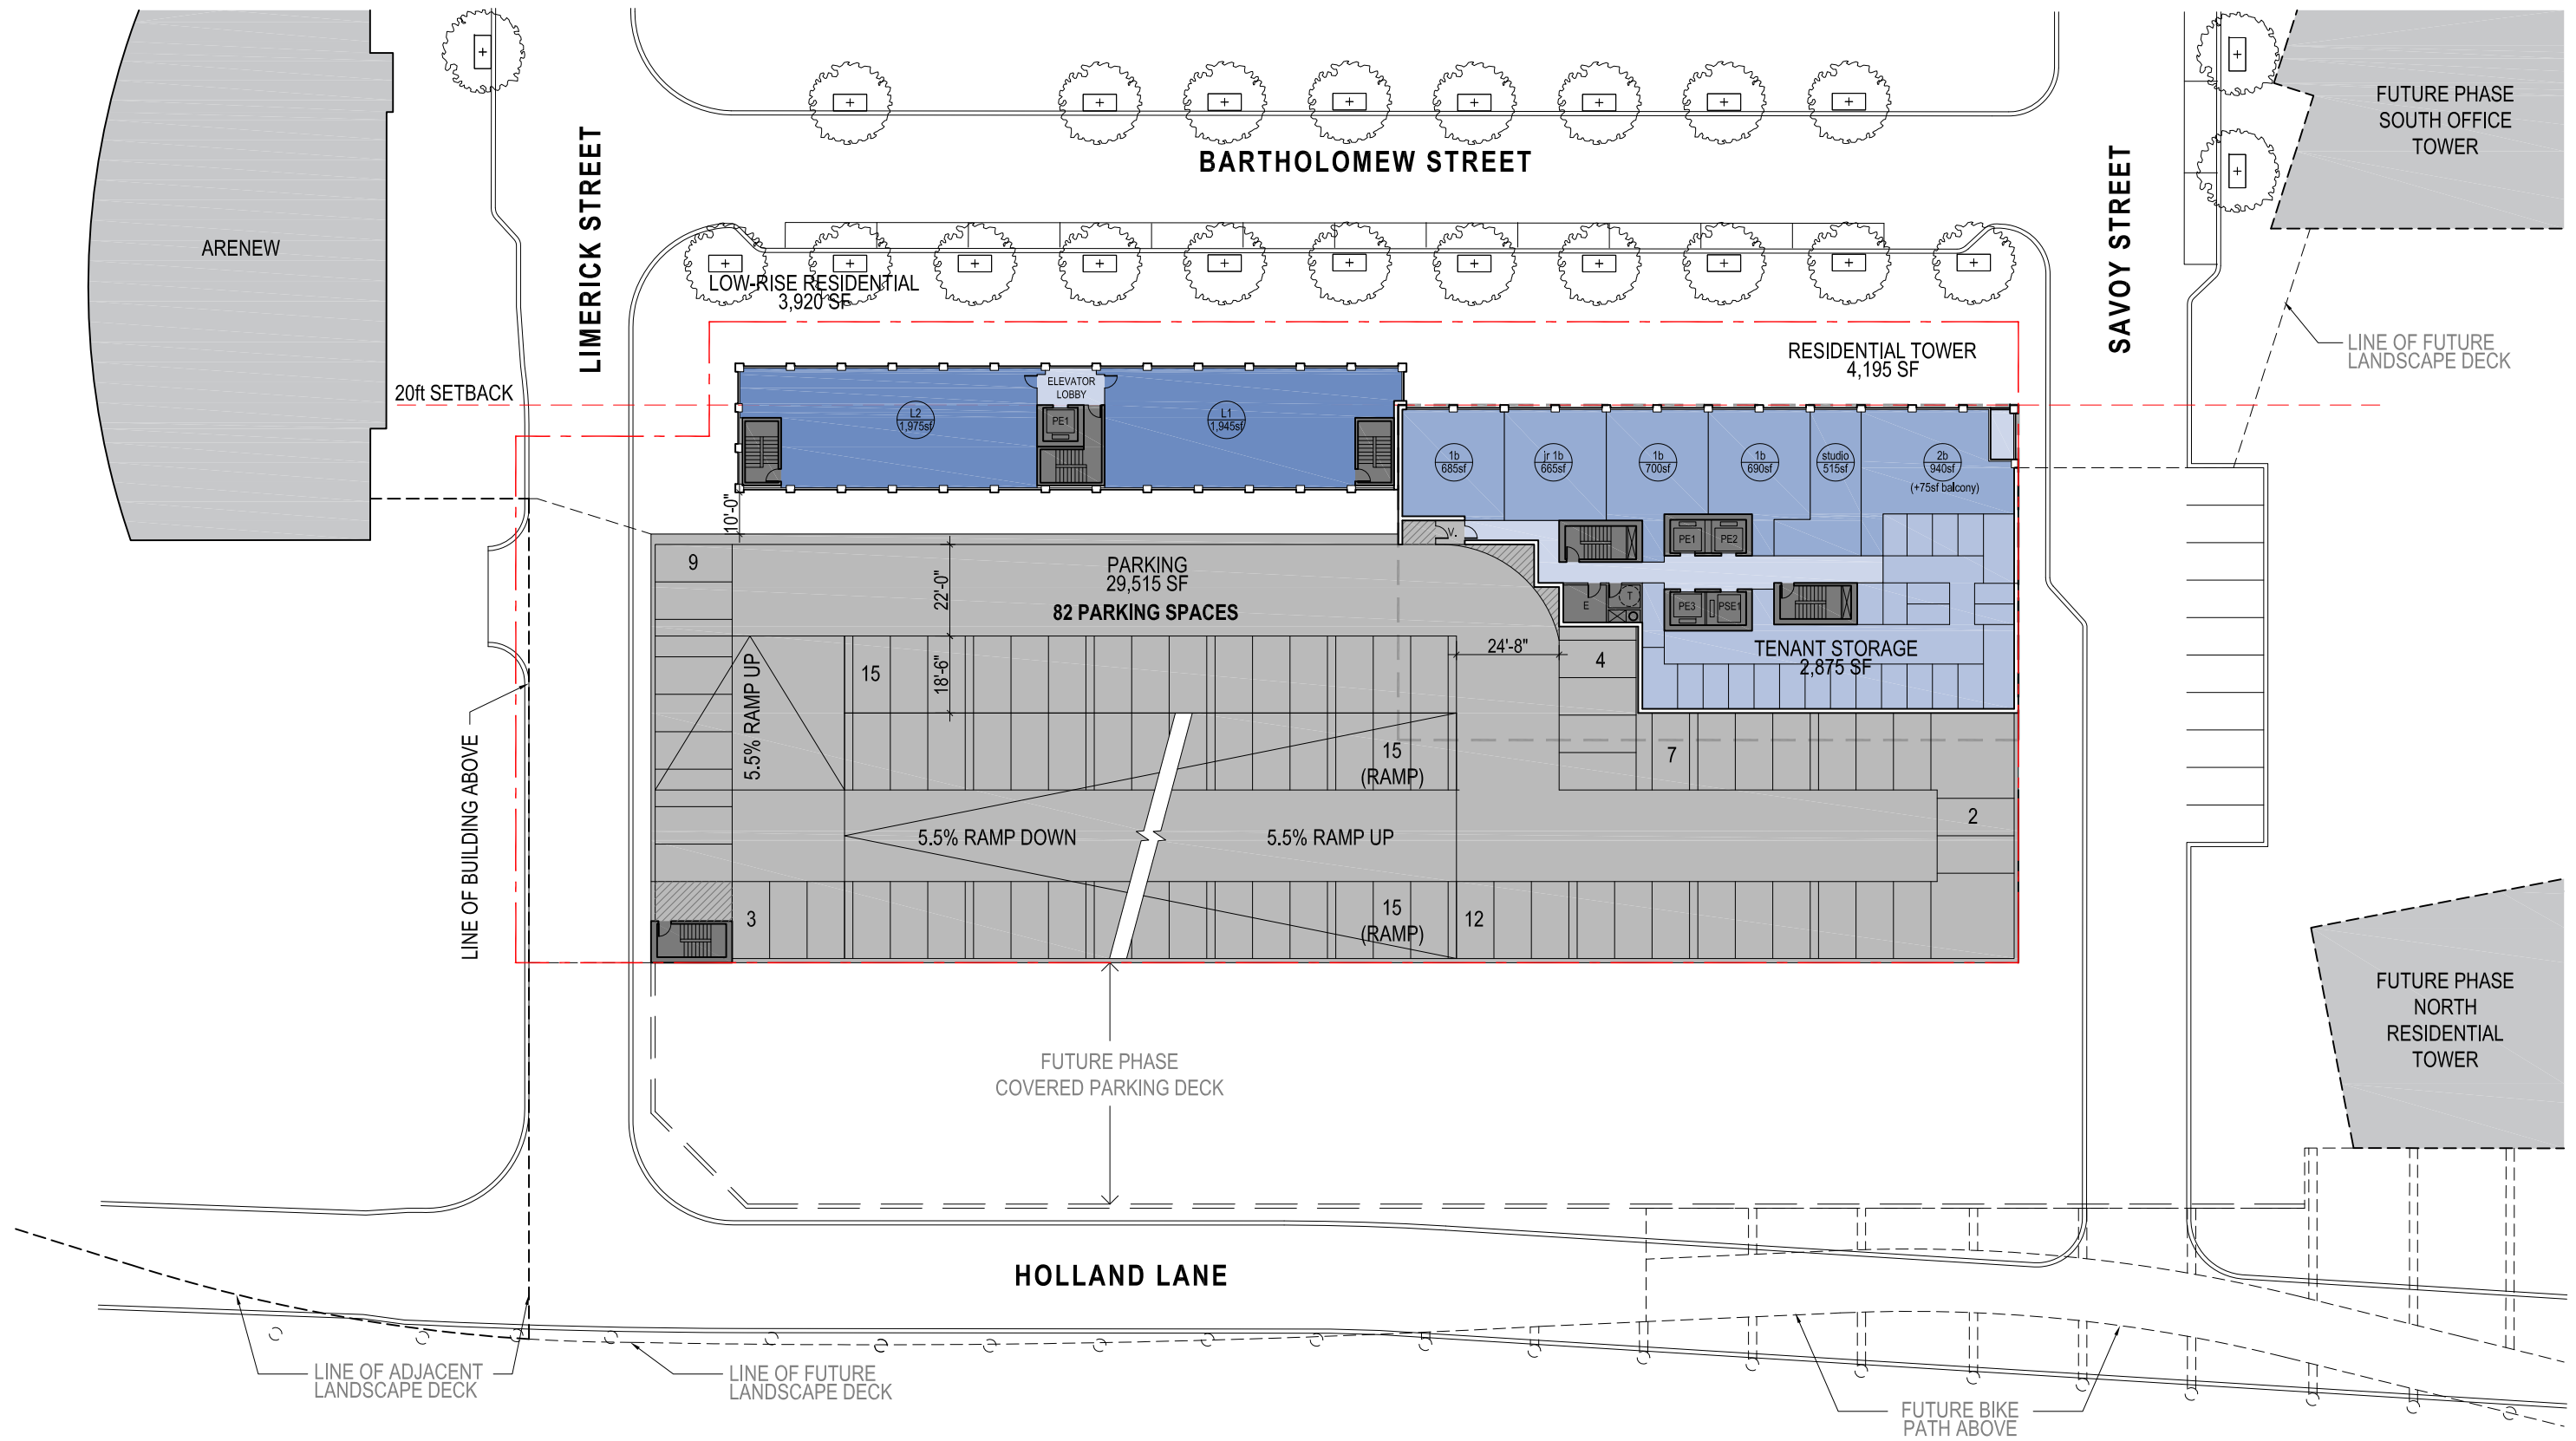 FUTURE PHASE
SOUTH OFFICE
TOWER
BARTHOLOMEW STREET
LIMERICK STREET
SAVOY STREET
ARENEW
LOW-RISE RESIDENTIAL
3,920 SF
RESIDENTIAL TOWER
4,195 SF
LINE OF FUTURE
LANDSCAPE DECK
20ft SETBACK
ELEVATOR
LOBBY
PE1
L2
1,975sf
L1
1,945sf
1b
685sf
jr 1b
665sf
1b
700sf
1b
690sf
studio
515sf
2b
940sf
(+75sf balcony)
10'-0"
V.
PE1
PE2
9
22'-0"
PARKING
29,515 SF
82 PARKING SPACES
E
T
PE3
PSE1
5.5% RAMP UP
15
18'-6"
24'-8"
4
TENANT STORAGE
2,875 SF
15
(RAMP)
7
LINE OF BUILDING ABOVE
5.5% RAMP DOWN
5.5% RAMP UP
2
3
15
(RAMP)
12
FUTURE PHASE
NORTH
RESIDENTIAL
TOWER
FUTURE PHASE
COVERED PARKING DECK
HOLLAND LANE
LINE OF ADJACENT
LANDSCAPE DECK
LINE OF FUTURE
LANDSCAPE DECK
FUTURE BIKE
PATH ABOVE